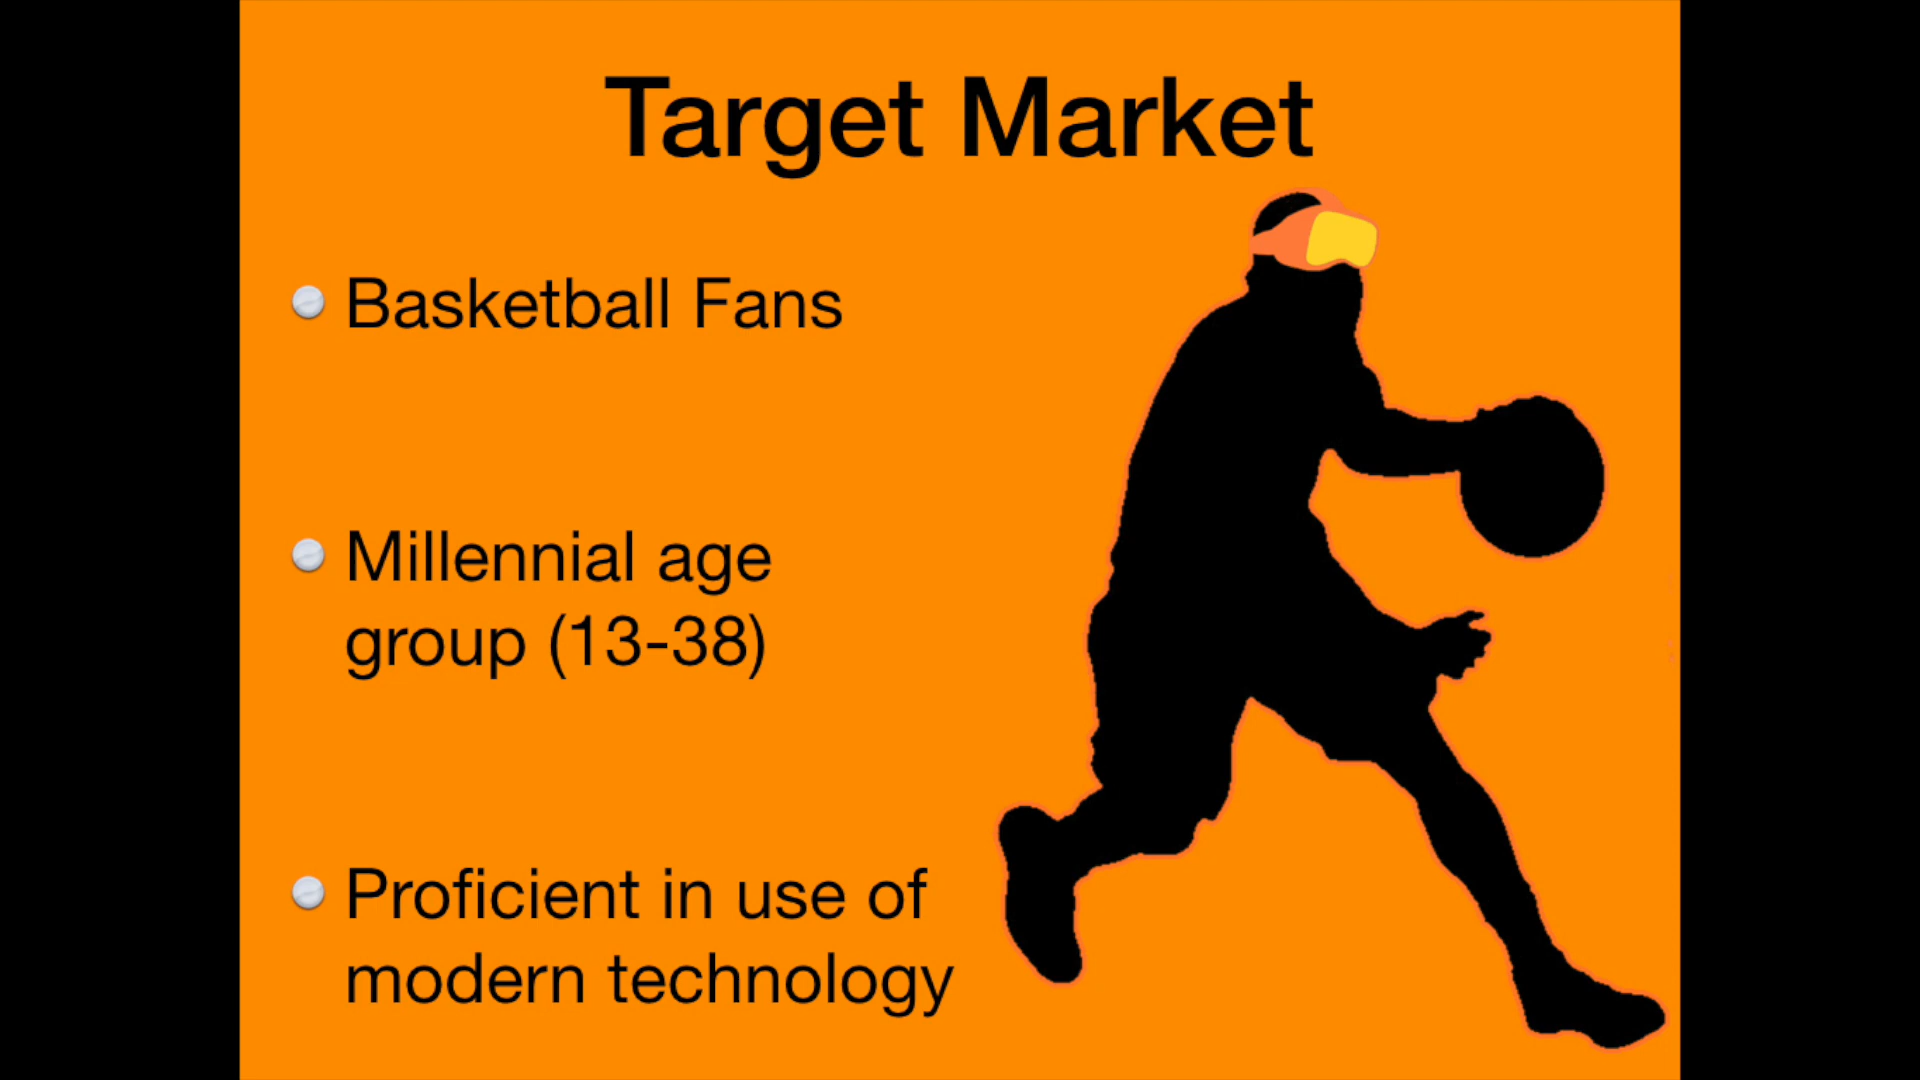 Target Market
Basketball Fans
Millennial age
group (13-38)
Proficient in use of
modern technology